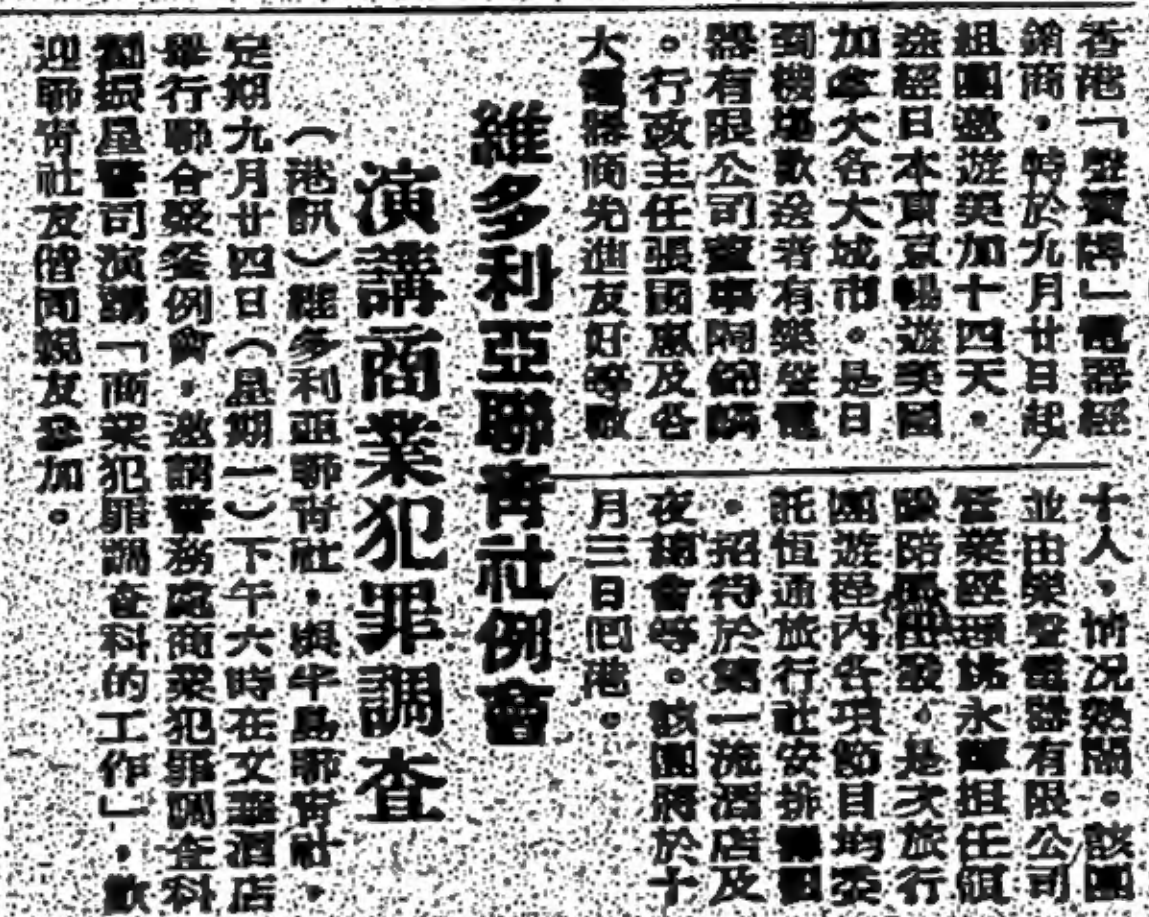 香港「聲寶牌」電器經
銷商，特於九月廿日起
組團邀遊美加十四天，
途經日本東京暢遊美國
加拿大各大城市。是日
到機場歡送者有樂聲電
器有限公司董事陳錦
。行政主任張國及各
大電器商先進友好等數
十人，情况熱鬧。該團
並由樂聲電器有限公司
營業經理姚永輝担任領
隊陪出發。是次旅行
團遊程內各項節目均委
託恒通旅行社安排
。招待於第一流酒店及
夜總會等。該團將於十
月三日囘港。
維多利亞聯青社例會
演講商業犯罪調查
（港訊）維多利亞聯青社，與半島聯青社，
定期九月廿四日（星期一）下午六時在文華酒店
舉行聯合聚餐例會，邀請警務處商業犯罪調查科
劉振星警司演講「商業犯罪調查科的工作」，歡
迎聯青社友偕同親友參加。